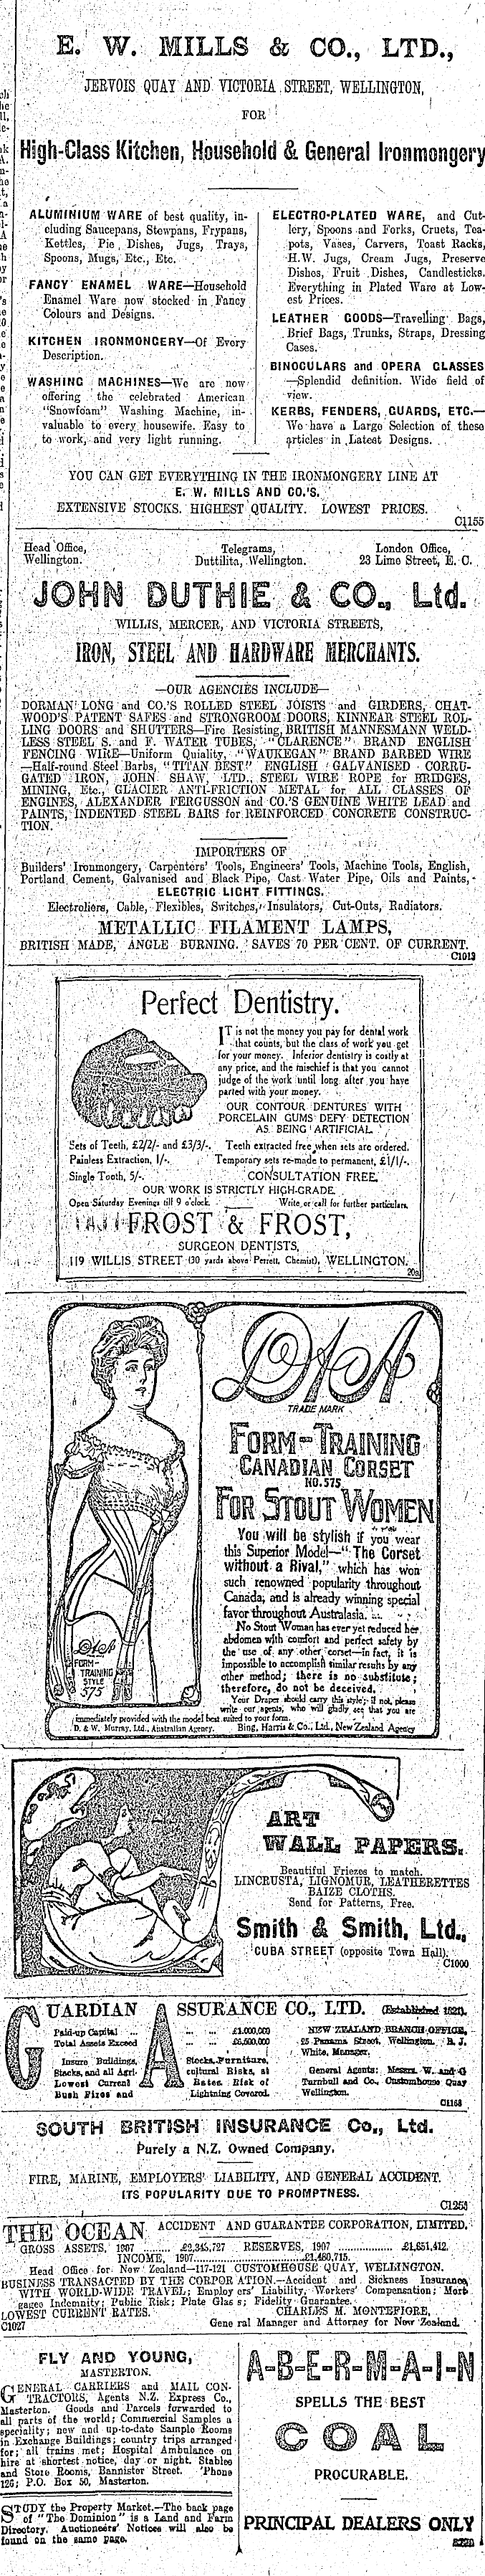 E. W. MILLS & CO., LTD.,
JERVOIS QUAY AND VICTORIA STREET, WELLINGTON,
FOR
High-Class Kitchen, Household & General Ironmongery
ALUMINIUM WARE of best quality, in-
cluding Saucepans, Stewpans, Frypans,
Kettles, Pie Dishes, Jugs, Trays,
Spoons, Mugs, Etc., Etc.
FANCY ENAMEL WARE—Household
Enamel Ware now stocked in Fancy
Colours and Designs.
KITCHEN IRONMONGERY—Of Every
Description.
WASHING MACHINES—We are now
offering the celebrated American
"Snowfoam" Washing Machine, in-
valuable to every housewife. Easy to
to work, and very light running.
ELECTRO-PLATED WARE, and Cut-
lery, Spoons and Forks, Cruets, Tea-
pots, Vases, Carvers, Toast Racks,
H.W. Jugs, Cream Jugs, Preserve
Dishes, Fruit Dishes, Candlesticks.
Everything in Plated Ware at Low-
est Prices.
LEATHER GOODS—Travelling Bags,
Brief Bags, Trunks, Straps, Dressing
Cases.
BINOCULARS and OPERA GLASSES
—Splendid definition. Wide field of
view.
KERBS, FENDERS, GUARDS, ETC.—
We have a Large Selection of these
articles in Latest Designs.
YOU CAN GET EVERYTHING IN THE IRONMONGERY LINE AT
E. W. MILLS AND CO.'S.
EXTENSIVE STOCKS. HIGHEST QUALITY. LOWEST PRICES.
C1155
Head Office,
Wellington.
Telegrams,
Duttilita, Wellington.
London Office,
23 Lime Street, E. C.
JOHN DUTHIE & CO., Ltd.
WILLIS, MERCER, AND VICTORIA STREETS,
IRON, STEEL AND HARDWARE MERCHANTS.
—OUR AGENCIES INCLUDE—
DORMAN LONG and CO.'S ROLLED STEEL JOISTS and GIRDERS, CHAT-
WOOD'S PATENT SAFES and STRONGROOM DOORS, KINNEAR STEEL ROL-
LING DOORS and SHUTTERS—Fire Resisting, BRITISH MANNESMANN WELD-
LESS STEEL S. and F. WATER TUBES, "CLARENCE" BRAND ENGLISH
FENCING WIRE—Uniform Quality, "WAUKEGAN" BRAND BARBED WIRE
—Half-round Steel Barbs, "TITAN BEST" ENGLISH GALVANISED CORRU-
GATED IRON, JOHN SHAW, LTD., STEEL WIRE ROPE for BRIDGES,
MINING, Etc., GLACIER ANTI-FRICTION METAL for ALL CLASSES OF
ENGINES, ALEXANDER FERGUSSON and CO.'S GENUINE WHITE LEAD and
PAINTS, INDENTED STEEL BARS for REINFORCED CONCRETE CONSTRUC-
TION.
IMPORTERS OF
Builders' Ironmongery, Carpenters' Tools, Engineers' Tools, Machine Tools, English,
Portland Cement, Galvanised and Black Pipe, Cast Water Pipe, Oils and Paints,
ELECTRIC LIGHT FITTINGS.
Electroliers, Cable, Flexibles, Switches, Insulators, Cut-Outs, Radiators.
METALLIC FILAMENT LAMPS,
BRITISH MADE, ANGLE BURNING. SAVES 70 PER CENT. OF CURRENT.
C1013
Perfect Dentistry.
IT is not the money you pay for dental work
that counts, but the class of work you get
for your money. Inferior dentistry is costly at
any price, and the mischief is that you cannot
judge of the work until long after you have
parted with your money.
OUR CONTOUR DENTURES WITH
PORCELAIN GUMS DEFY DETECTION
AS BEING ARTIFICIAL.
Sets of Teeth, £2/2/- and £3/3/-. Teeth extracted free when sets are ordered.
Painless Extraction, 1/-. Temporary sets re-made to permanent, £1/1/-.
Single Tooth, 5/-. CONSULTATION FREE.
OUR WORK IS STRICTLY HIGH-GRADE.
Open Saturday Evenings till 9 o'clock. Write or call for further particulars.
FROST & FROST,
SURGEON DENTISTS,
119 WILLIS STREET (30 yards above Perrett, Chemist), WELLINGTON.
20a
D&A
TRADE MARK
FORM-TRAINING
CANADIAN CORSET
NO. 575
FOR STOUT WOMEN
You will be stylish if you wear
this Superior Model—"The Corset
without a Rival," which has won
such renowned popularity throughout
Canada, and is already winning special
favor throughout Australasia.
No Stout Woman has ever yet reduced her
abdomen with comfort and perfect safety by
the use of any other corset—in fact, it is
impossible to accomplish similar results by any
other method; there is no substitute;
therefore, do not be deceived.
Your Draper should carry this style; if not, please
write our agents, who will gladly see that you are
immediately provided with the model best suited to your form.
D. & W. Murray, Ltd., Australian Agency. Bing, Harris & Co., Ltd., New Zealand Agency
D&A
FORM-
TRAINING
STYLE
575
ART
WALL PAPERS.
Beautiful Friezes to match.
LINCRUSTA, LIGNOMUR, LEATHERETTES
BAIZE CLOTHS.
Send for Patterns, Free.
Smith & Smith, Ltd.,
CUBA STREET (opposite Town Hall).
C1000
GUARDIAN ASSURANCE CO., LTD. (Established 1821).
Paid-up Capital ... ... ... £1,000,000
Total Assets Exceed ... ... £6,500,000
Insure Buildings, Stocks, Furniture,
Stacks, and all Agricultural Risks, at
Lowest Current Rates. Risk of
Bush Fires and Lightning Covered.
NEW ZEALAND BRANCH OFFICE,
25 Panama Street, Wellington. R. J.
White, Manager.
General Agents: Messrs. W. and G
Turnbull and Co., Customhouse Quay
Wellington.
C1168
SOUTH BRITISH INSURANCE Co., Ltd.
Purely a N.Z. Owned Company.
FIRE, MARINE, EMPLOYERS' LIABILITY, AND GENERAL ACCIDENT.
ITS POPULARITY DUE TO PROMPTNESS.
C1253
THE OCEAN ACCIDENT AND GUARANTEE CORPORATION, LIMITED.
GROSS ASSETS, 1907 ........ £2,345,727 RESERVES, 1907 ........ £1,651,412.
INCOME, 1907........ £1,480,715.
Head Office for New Zealand—117-121 CUSTOMHOUSE QUAY, WELLINGTON.
BUSINESS TRANSACTED BY THE CORPORATION—Accident and Sickness Insurance,
WITH WORLD-WIDE TRAVEL; Employers' Liability, Workers' Compensation; Mort
gages Indemnity; Public Risk; Plate Glass; Fidelity Guarantee.
LOWEST CURRENT RATES. CHARLES M. MONTEFIORE,
C1027 General Manager and Attorney for New Zealand.
FLY AND YOUNG,
MASTERTON.
GENERAL CARRIERS and MAIL CON-
TRACTORS, Agents N.Z. Express Co.,
Masterton. Goods and Parcels forwarded to
all parts of the world; Commercial Samples a
speciality; new and up-to-date Sample Rooms
in Exchange Buildings; country trips arranged
for; all trains met; Hospital Ambulance on
hire at shortest notice, day or night. Stables
and Store Rooms, Bannister Street. 'Phone
126; P.O. Box 50, Masterton.
STUDY the Property Market.—The back page
of "The Dominion" is a Land and Farm
Directory. Auctioneers' Notices will also be
found on the same page.
A-B-E-R-M-A-I-N
SPELLS THE BEST
COAL
PROCURABLE.
PRINCIPAL DEALERS ONLY